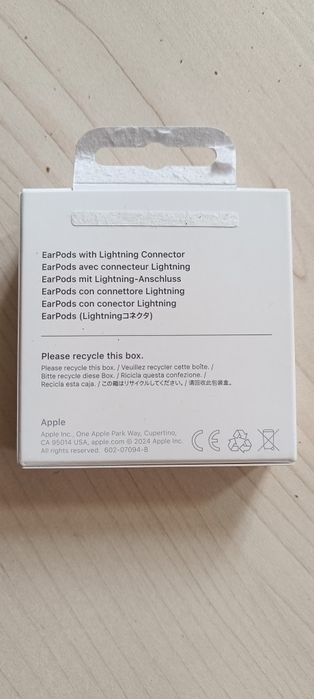 EarPods with Lightning Connector
EarPods avec connecteur Lightning
EarPods mit Lightning-Anschluss
EarPods con connettore Lightning
EarPods con conector Lightning
EarPods (Lightningコネクタ)
Please recycle this box.
Please recycle this box. / Veuillez recycler cette boîte. /
Bitte recycle diese Box. / Ricicla questa confezione. /
Recicla esta caja. / この箱はリサイクルしてください。/ 请回收此包装盒。
Apple
Apple Inc., One Apple Park Way, Cupertino,
CA 95014 USA, apple.com © 2024 Apple Inc.
All rights reserved. 602-07094-B
CE